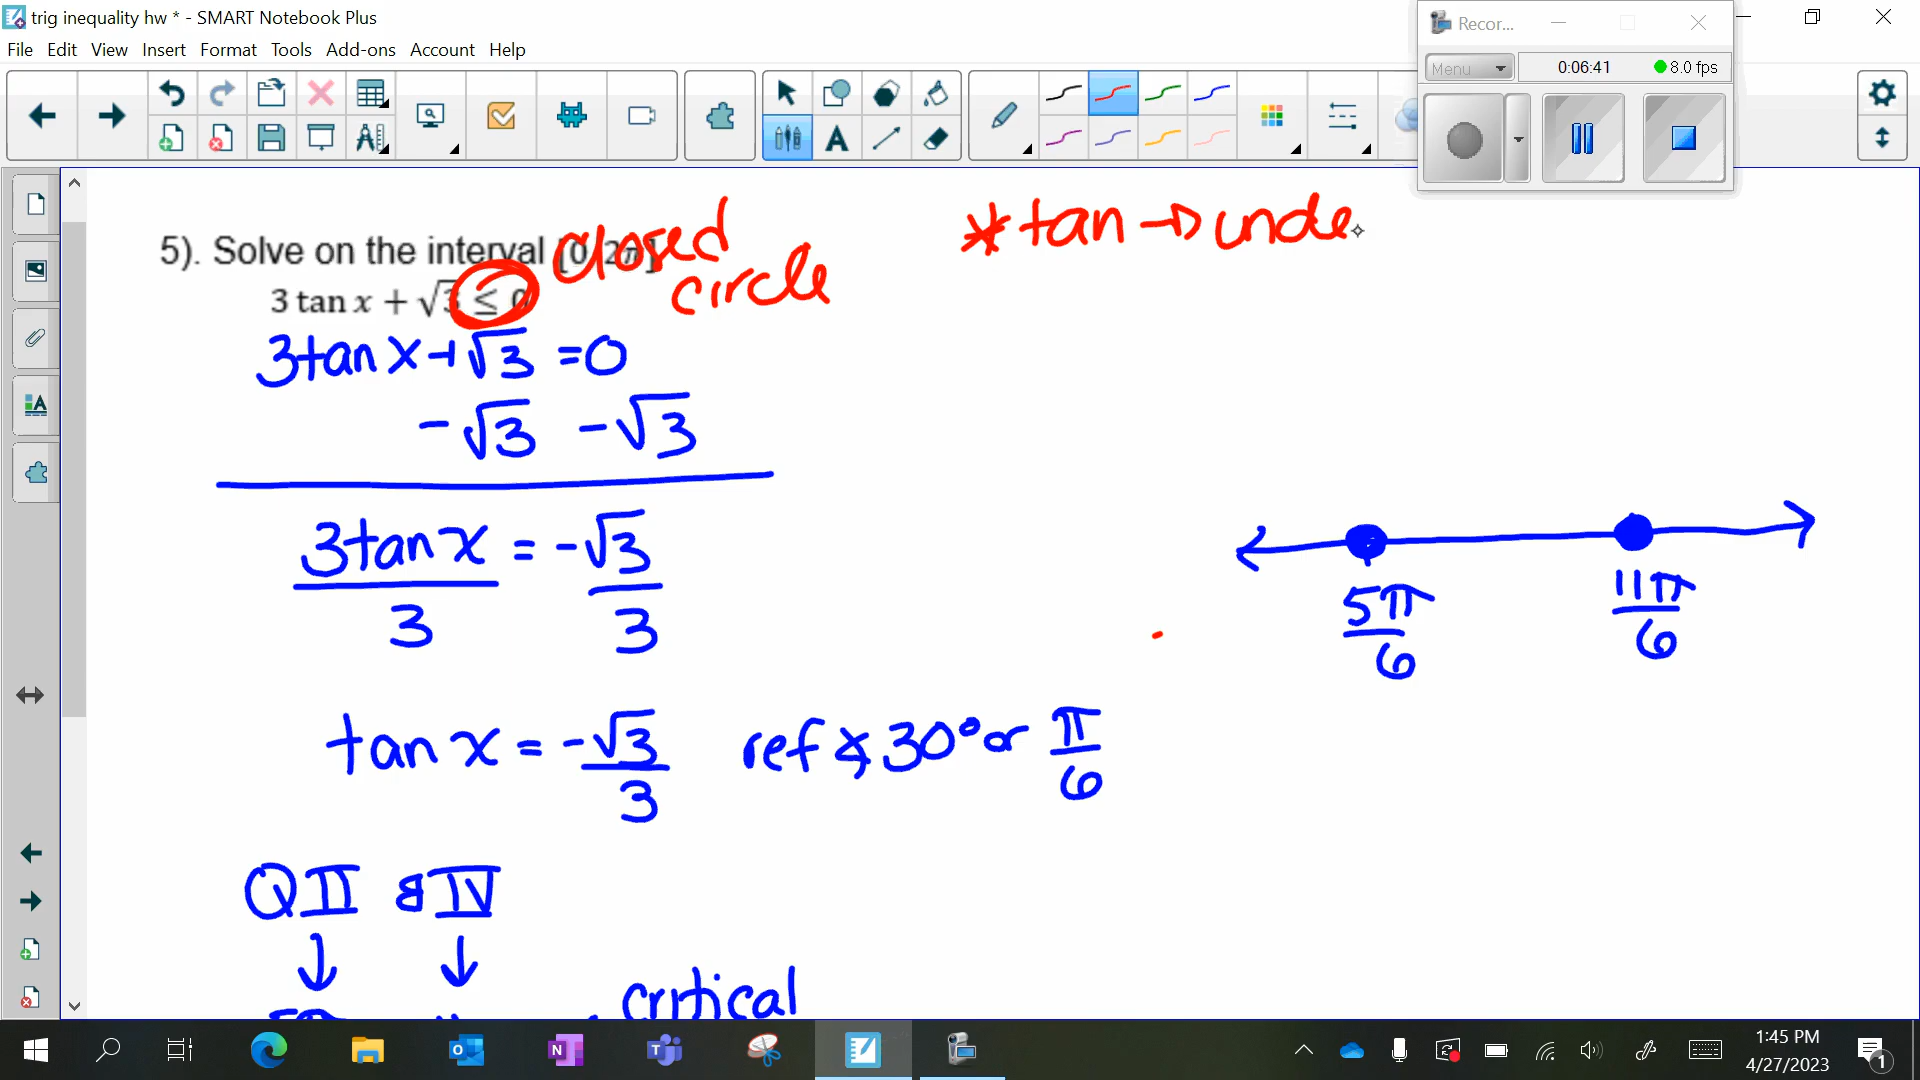 trig inequality hw * - SMART Notebook Plus
File Edit View Insert Format Tools Add-ons Account Help
Recor...
Menu 0:06:41 8.0 fps
5). Solve on the interval [0, 2π]
3 tan x + √3 ≤ 0
closed
circle
* tan → unde
3tan x + √3 = 0
- √3 - √3
3tan x = -√3
3 3
tan x = -√3
3
ref ∡ 30° or π
6
5π
6
11π
6
QII & IV
↓ ↓
critical
1:45 PM
4/27/2023
1